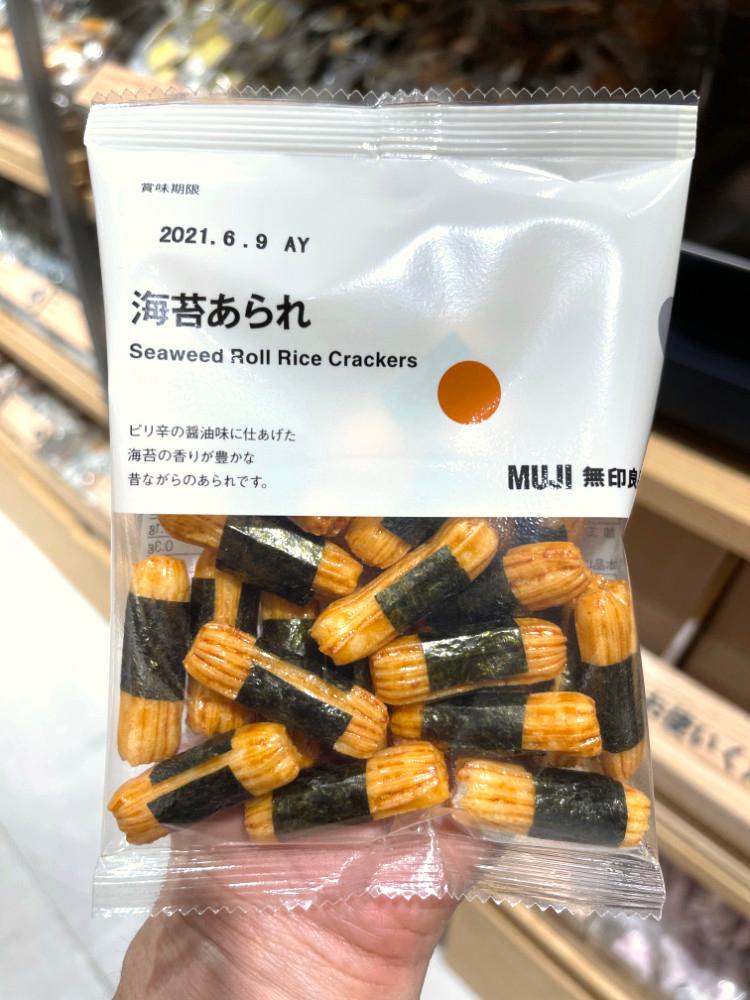 賞味期限
2021.6.9 AY
海苔あられ
Seaweed Roll Rice Crackers
ピリ辛の醤油味に仕あげた
海苔の香りが豊かな
昔ながらのあられです。
MUJI 無印良
0.3g